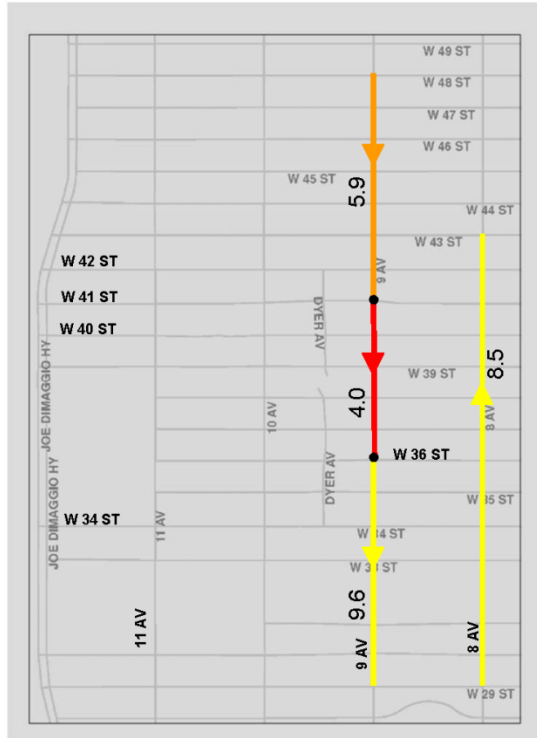 W 49 ST
W 48 ST
W 47 ST
W 46 ST
W 45 ST
5.9
W 44 ST
W 43 ST
W 42 ST
9 AV
W 41 ST
DYER AV
W 40 ST
JOE DIMAGGIO HY
8.5
W 39 ST
4.0
10 AV
8 AV
W 36 ST
DYER AV
JOE DIMAGGIO HY
W 35 ST
W 34 ST
11 AV
W 34 ST
W 33 ST
9.6
11 AV
9 AV
8 AV
W 29 ST